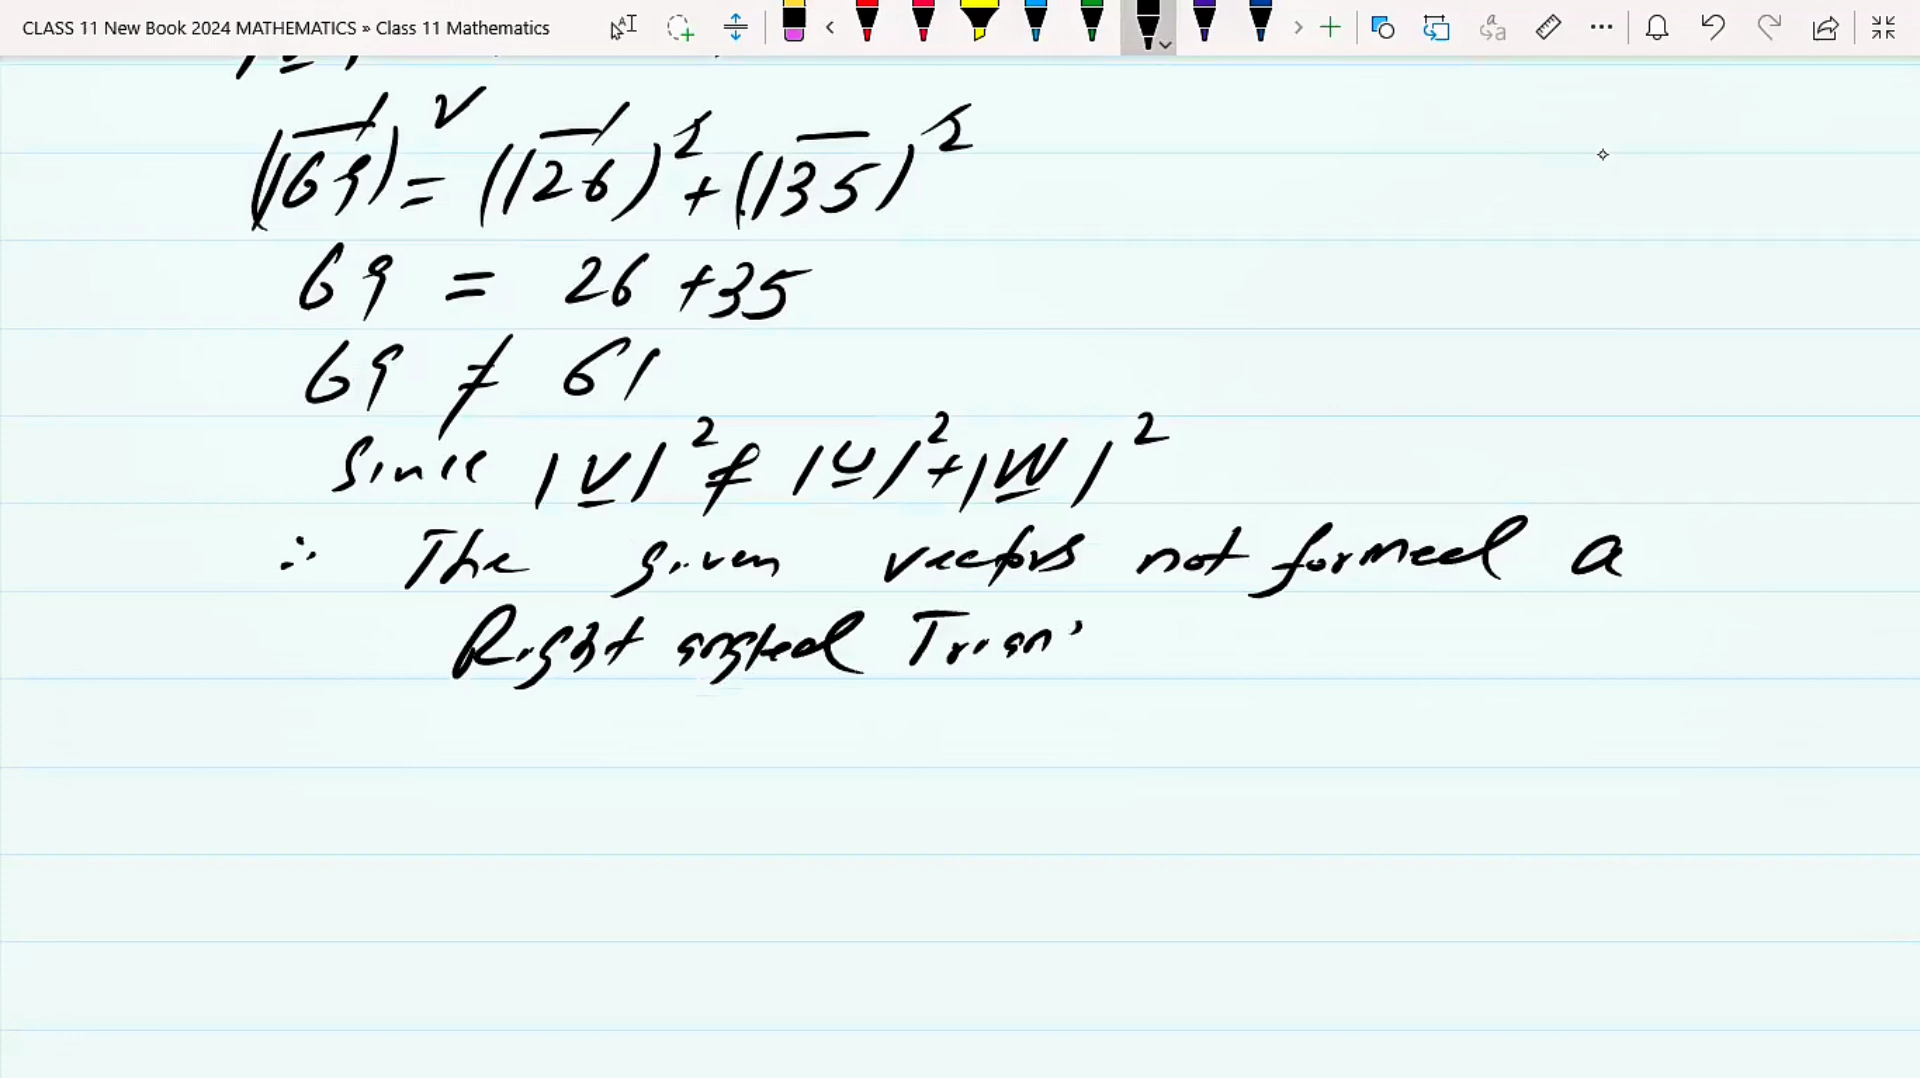 CLASS 11 New Book 2024 MATHEMATICS » Class 11 Mathematics
(√69)² = (√26)² + (√35)²
69 = 26 + 35
69 ≠ 61
Since |V|² ≠ |U|² + |W|²
∴ The given vectors not formed a
Right angled Trian